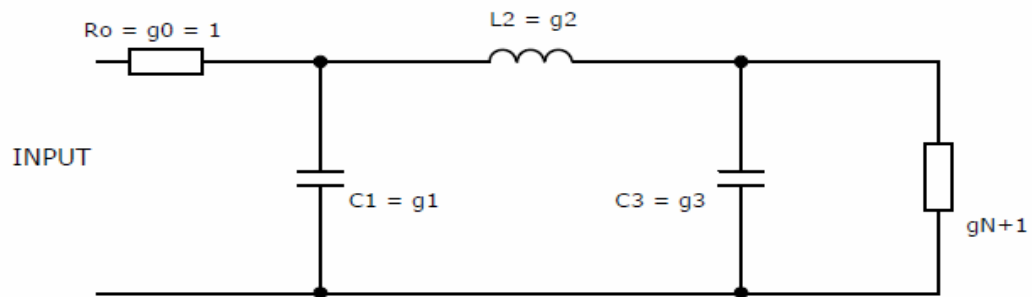 L2 = g2
Ro = g0 = 1
INPUT
C1 = g1
C3 = g3
gN+1